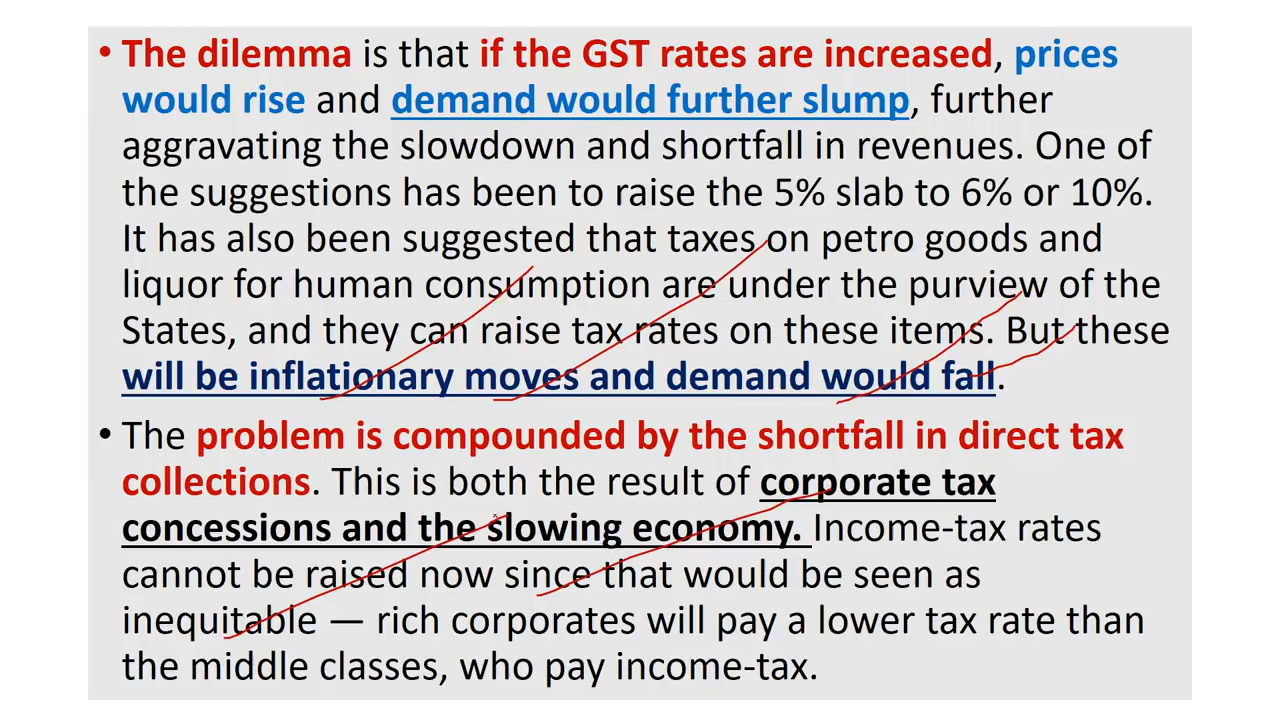 • The dilemma is that if the GST rates are increased, prices
would rise and demand would further slump, further
aggravating the slowdown and shortfall in revenues. One of
the suggestions has been to raise the 5% slab to 6% or 10%.
It has also been suggested that taxes on petro goods and
liquor for human consumption are under the purview of the
States, and they can raise tax rates on these items. But these
will be inflationary moves and demand would fall.
• The problem is compounded by the shortfall in direct tax
collections. This is both the result of corporate tax
concessions and the slowing economy. Income-tax rates
cannot be raised now since that would be seen as
inequitable — rich corporates will pay a lower tax rate than
the middle classes, who pay income-tax.